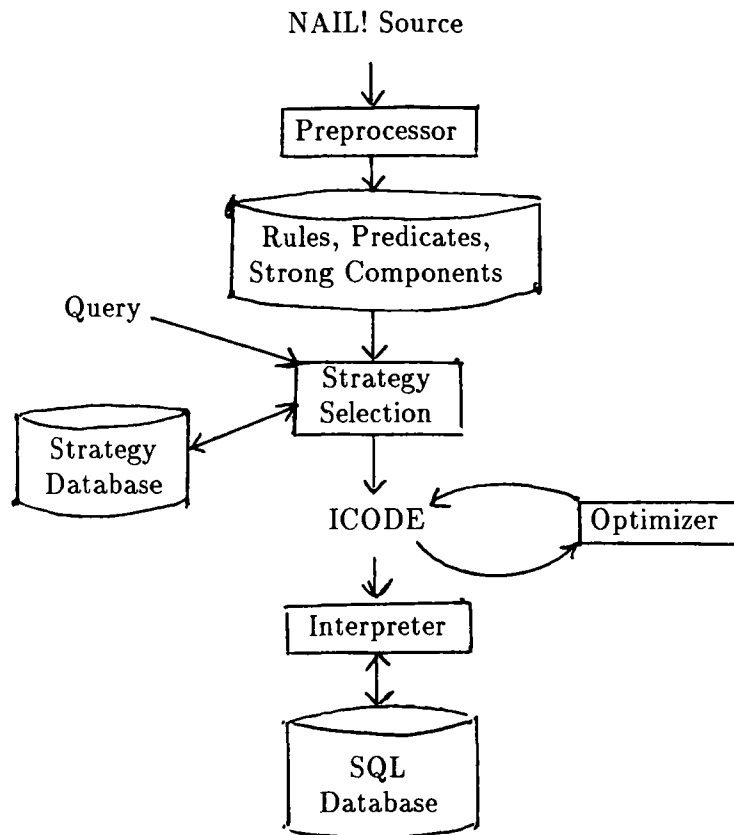 NAIL! Source
Preprocessor
Rules, Predicates,
Strong Components
Query
Strategy
Selection
Strategy
Database
ICODE
Optimizer
Interpreter
SQL
Database